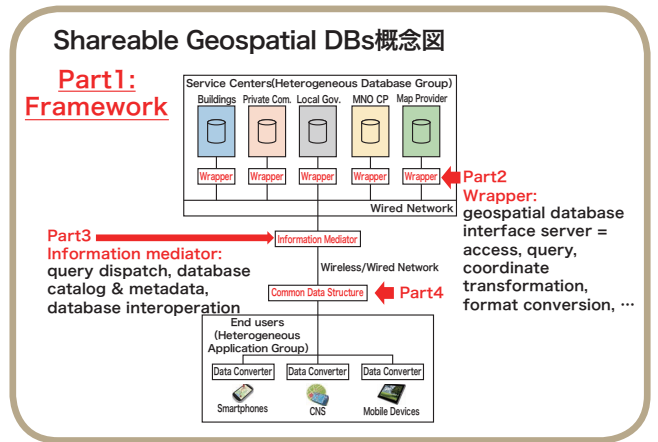 Shareable Geospatial DBs概念図
Part1:
Framework
Service Centers(Heterogeneous Database Group)
Buildings Private Com. Local Gov. MNO CP Map Provider
Wrapper Wrapper Wrapper Wrapper Wrapper
Wired Network
Part2
Wrapper:
geospatial database
interface server =
access, query,
coordinate
transformation,
format conversion, …
Part3
Information mediator:
query dispatch, database
catalog & metadata,
database interoperation
Information Mediator
Wireless/Wired Network
Common Data Structure
Part4
End users
(Heterogeneous
Application Group)
Data Converter Data Converter Data Converter
Smartphones CNS Mobile Devices